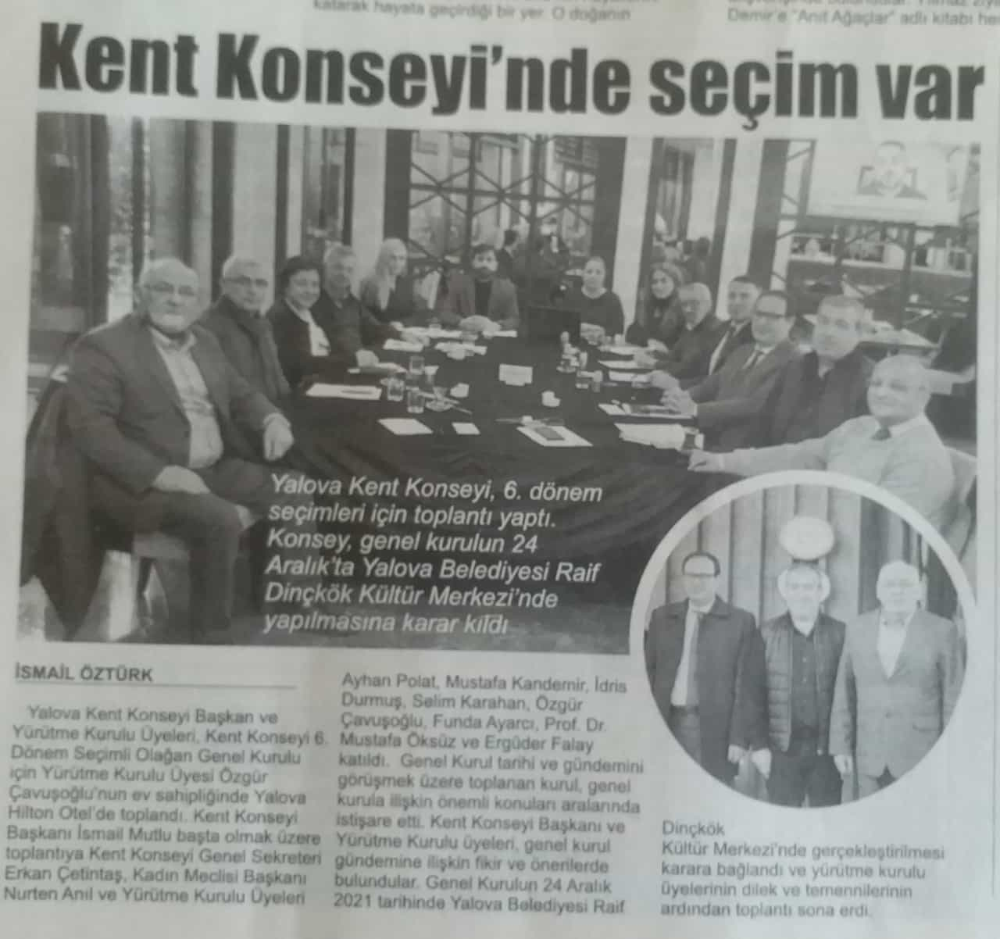 katarak hayata geçirdiği bir yer. O doğanın
Demir'e "Anıt Ağaçlar" adlı kitabı
Kent Konseyi'nde seçim var
Yalova Kent Konseyi, 6. dönem
seçimleri için toplantı yaptı.
Konsey, genel kurulun 24
Aralık'ta Yalova Belediyesi Raif
Dinçkök Kültür Merkezi'nde
yapılmasına karar kıldı
İSMAİL ÖZTÜRK
Yalova Kent Konseyi Başkan ve
Yürütme Kurulu Üyeleri, Kent Konseyi 6.
Dönem Seçimli Olağan Genel Kurulu
için Yürütme Kurulu Üyesi Özgür
Çavuşoğlu'nun ev sahipliğinde Yalova
Hilton Otel'de toplandı. Kent Konseyi
Başkanı İsmail Mutlu başta olmak üzere
toplantıya Kent Konseyi Genel Sekreteri
Erkan Çetintaş, Kadın Meclisi Başkanı
Nurten Anıl ve Yürütme Kurulu Üyeleri
Ayhan Polat, Mustafa Kandemir, İdris
Durmuş, Selim Karahan, Özgür
Çavuşoğlu, Funda Ayarcı, Prof. Dr.
Mustafa Öksüz ve Ergüder Falay
katıldı. Genel Kurul tarihi ve gündemini
görüşmek üzere toplanan kurul, genel
kurula ilişkin önemli konuları aralarında
istişare etti. Kent Konseyi Başkanı ve
Yürütme Kurulu üyeleri, genel kurul
gündemine ilişkin fikir ve önerilerde
bulundular. Genel Kurulun 24 Aralık
2021 tarihinde Yalova Belediyesi Raif
Dinçkök
Kültür Merkezi'nde gerçekleştirilmesi
karara bağlandı ve yürütme kurulu
üyelerinin dilek ve temennilerinin
ardından toplantı sona erdi.